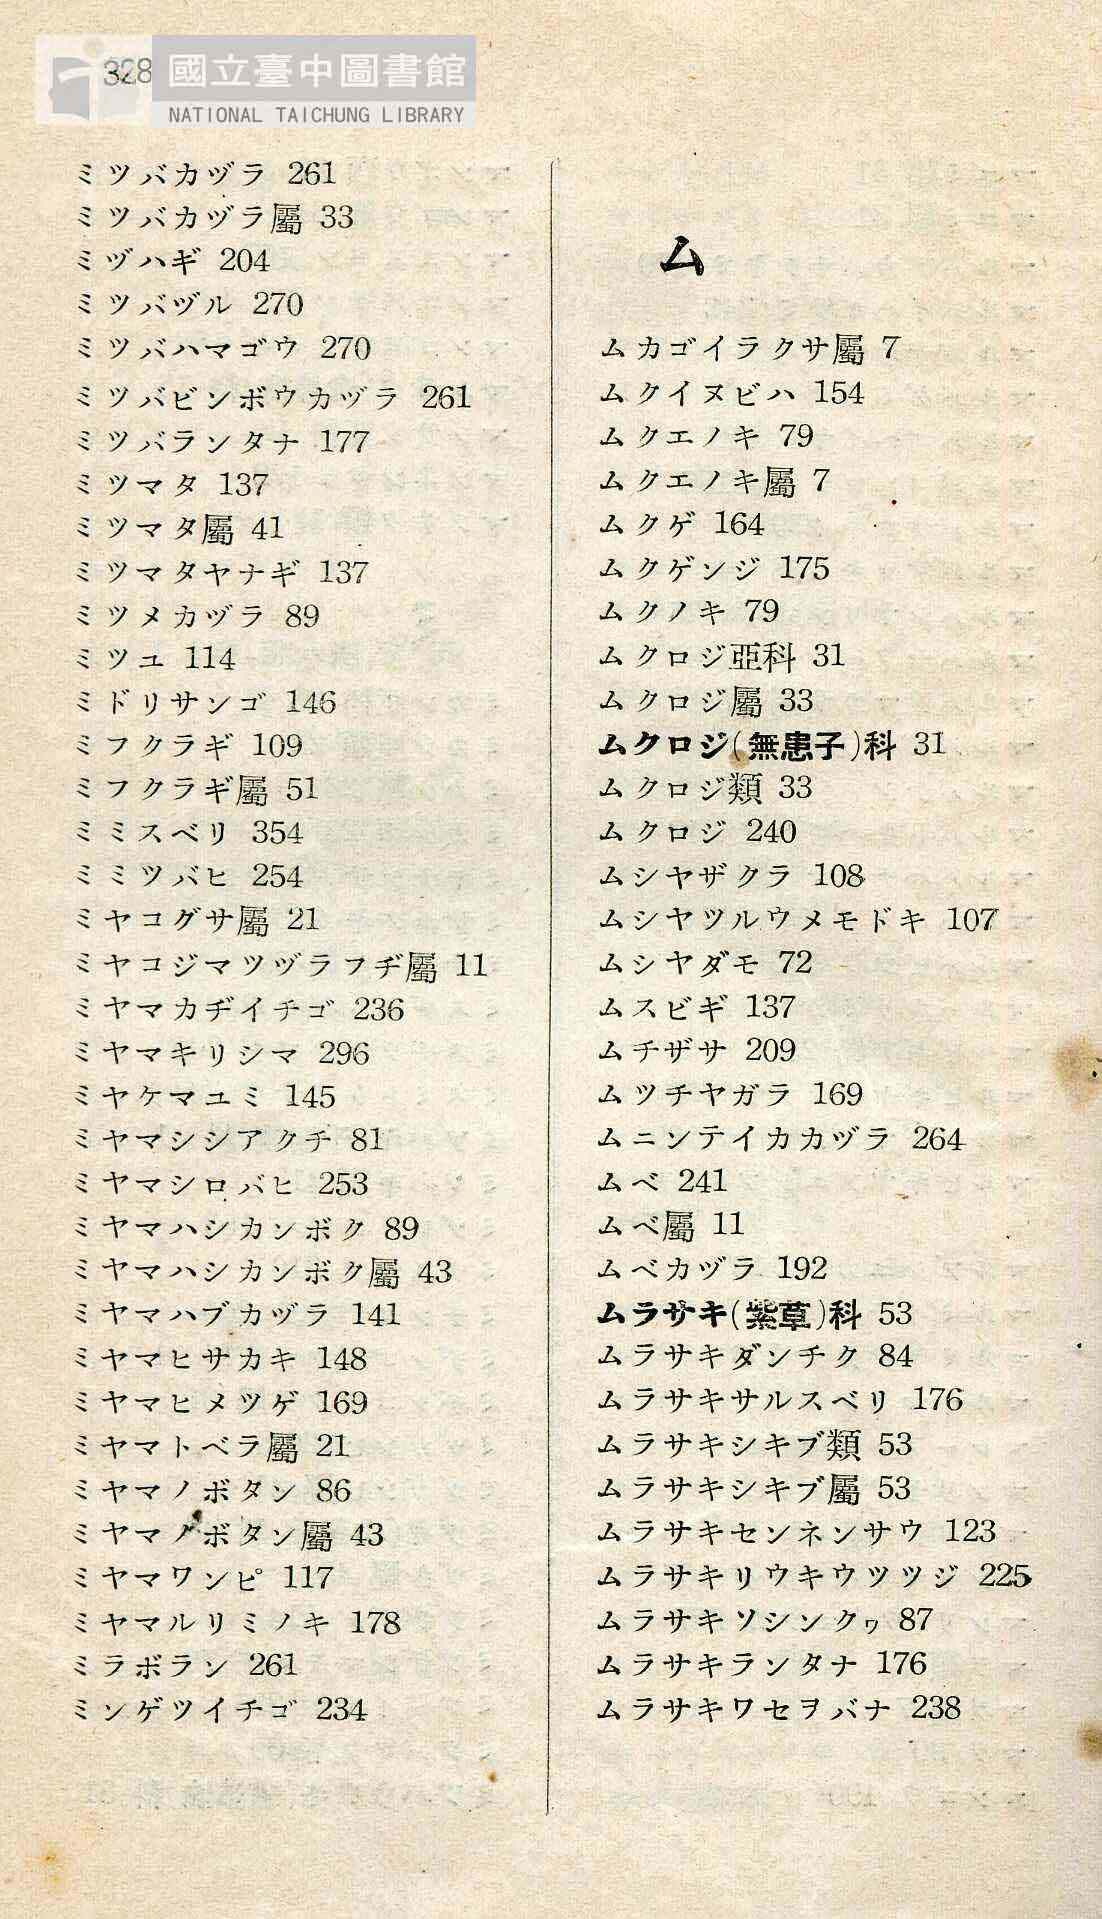 328
國立臺中圖書館
NATIONAL TAICHUNG LIBRARY
ミツバカヅラ 261
ミツバカヅラ屬 33
ミヅハギ 204
ミツバヅル 270
ミツバハマゴウ 270
ミツバビンボウカヅラ 261
ミツバランタナ 177
ミツマタ 137
ミツマタ屬 41
ミツマタヤナギ 137
ミツメカヅラ 89
ミツユ 114
ミドリサンゴ 146
ミフクラギ 109
ミフクラギ屬 51
ミミスベリ 354
ミミツバヒ 254
ミヤコグサ屬 21
ミヤコジマツヅラフヂ屬 11
ミヤマカヂイチゴ 236
ミヤマキリシマ 296
ミヤケマユミ 145
ミヤマシシアクチ 81
ミヤマシロバヒ 253
ミヤマハシカンボク 89
ミヤマハシカンボク屬 43
ミヤマハブカヅラ 141
ミヤマヒサカキ 148
ミヤマヒメツゲ 169
ミヤマトベラ屬 21
ミヤマノボタン 86
ミヤマノボタン屬 43
ミヤマワンピ 117
ミヤマルリミノキ 178
ミラボラン 261
ミンゲツイチゴ 234
ム
ムカゴイラクサ屬 7
ムクイヌビハ 154
ムクエノキ 79
ムクエノキ屬 7
ムクゲ 164
ムクゲンジ 175
ムクノキ 79
ムクロジ亞科 31
ムクロジ屬 33
ムクロジ(無患子)科 31
ムクロジ類 33
ムクロジ 240
ムシヤザクラ 108
ムシヤツルウメモドキ 107
ムシヤダモ 72
ムスビギ 137
ムチザサ 209
ムツチヤガラ 169
ムニンテイカカヅラ 264
ムベ 241
ムベ屬 11
ムベカヅラ 192
ムラサキ(紫草)科 53
ムラサキダンチク 84
ムラサキサルスベリ 176
ムラサキシキブ類 53
ムラサキシキブ屬 53
ムラサキセンネンサウ 123
ムラサキリウキウツツジ 225
ムラサキソシンクヮ 87
ムラサキランタナ 176
ムラサキワセヲバナ 238